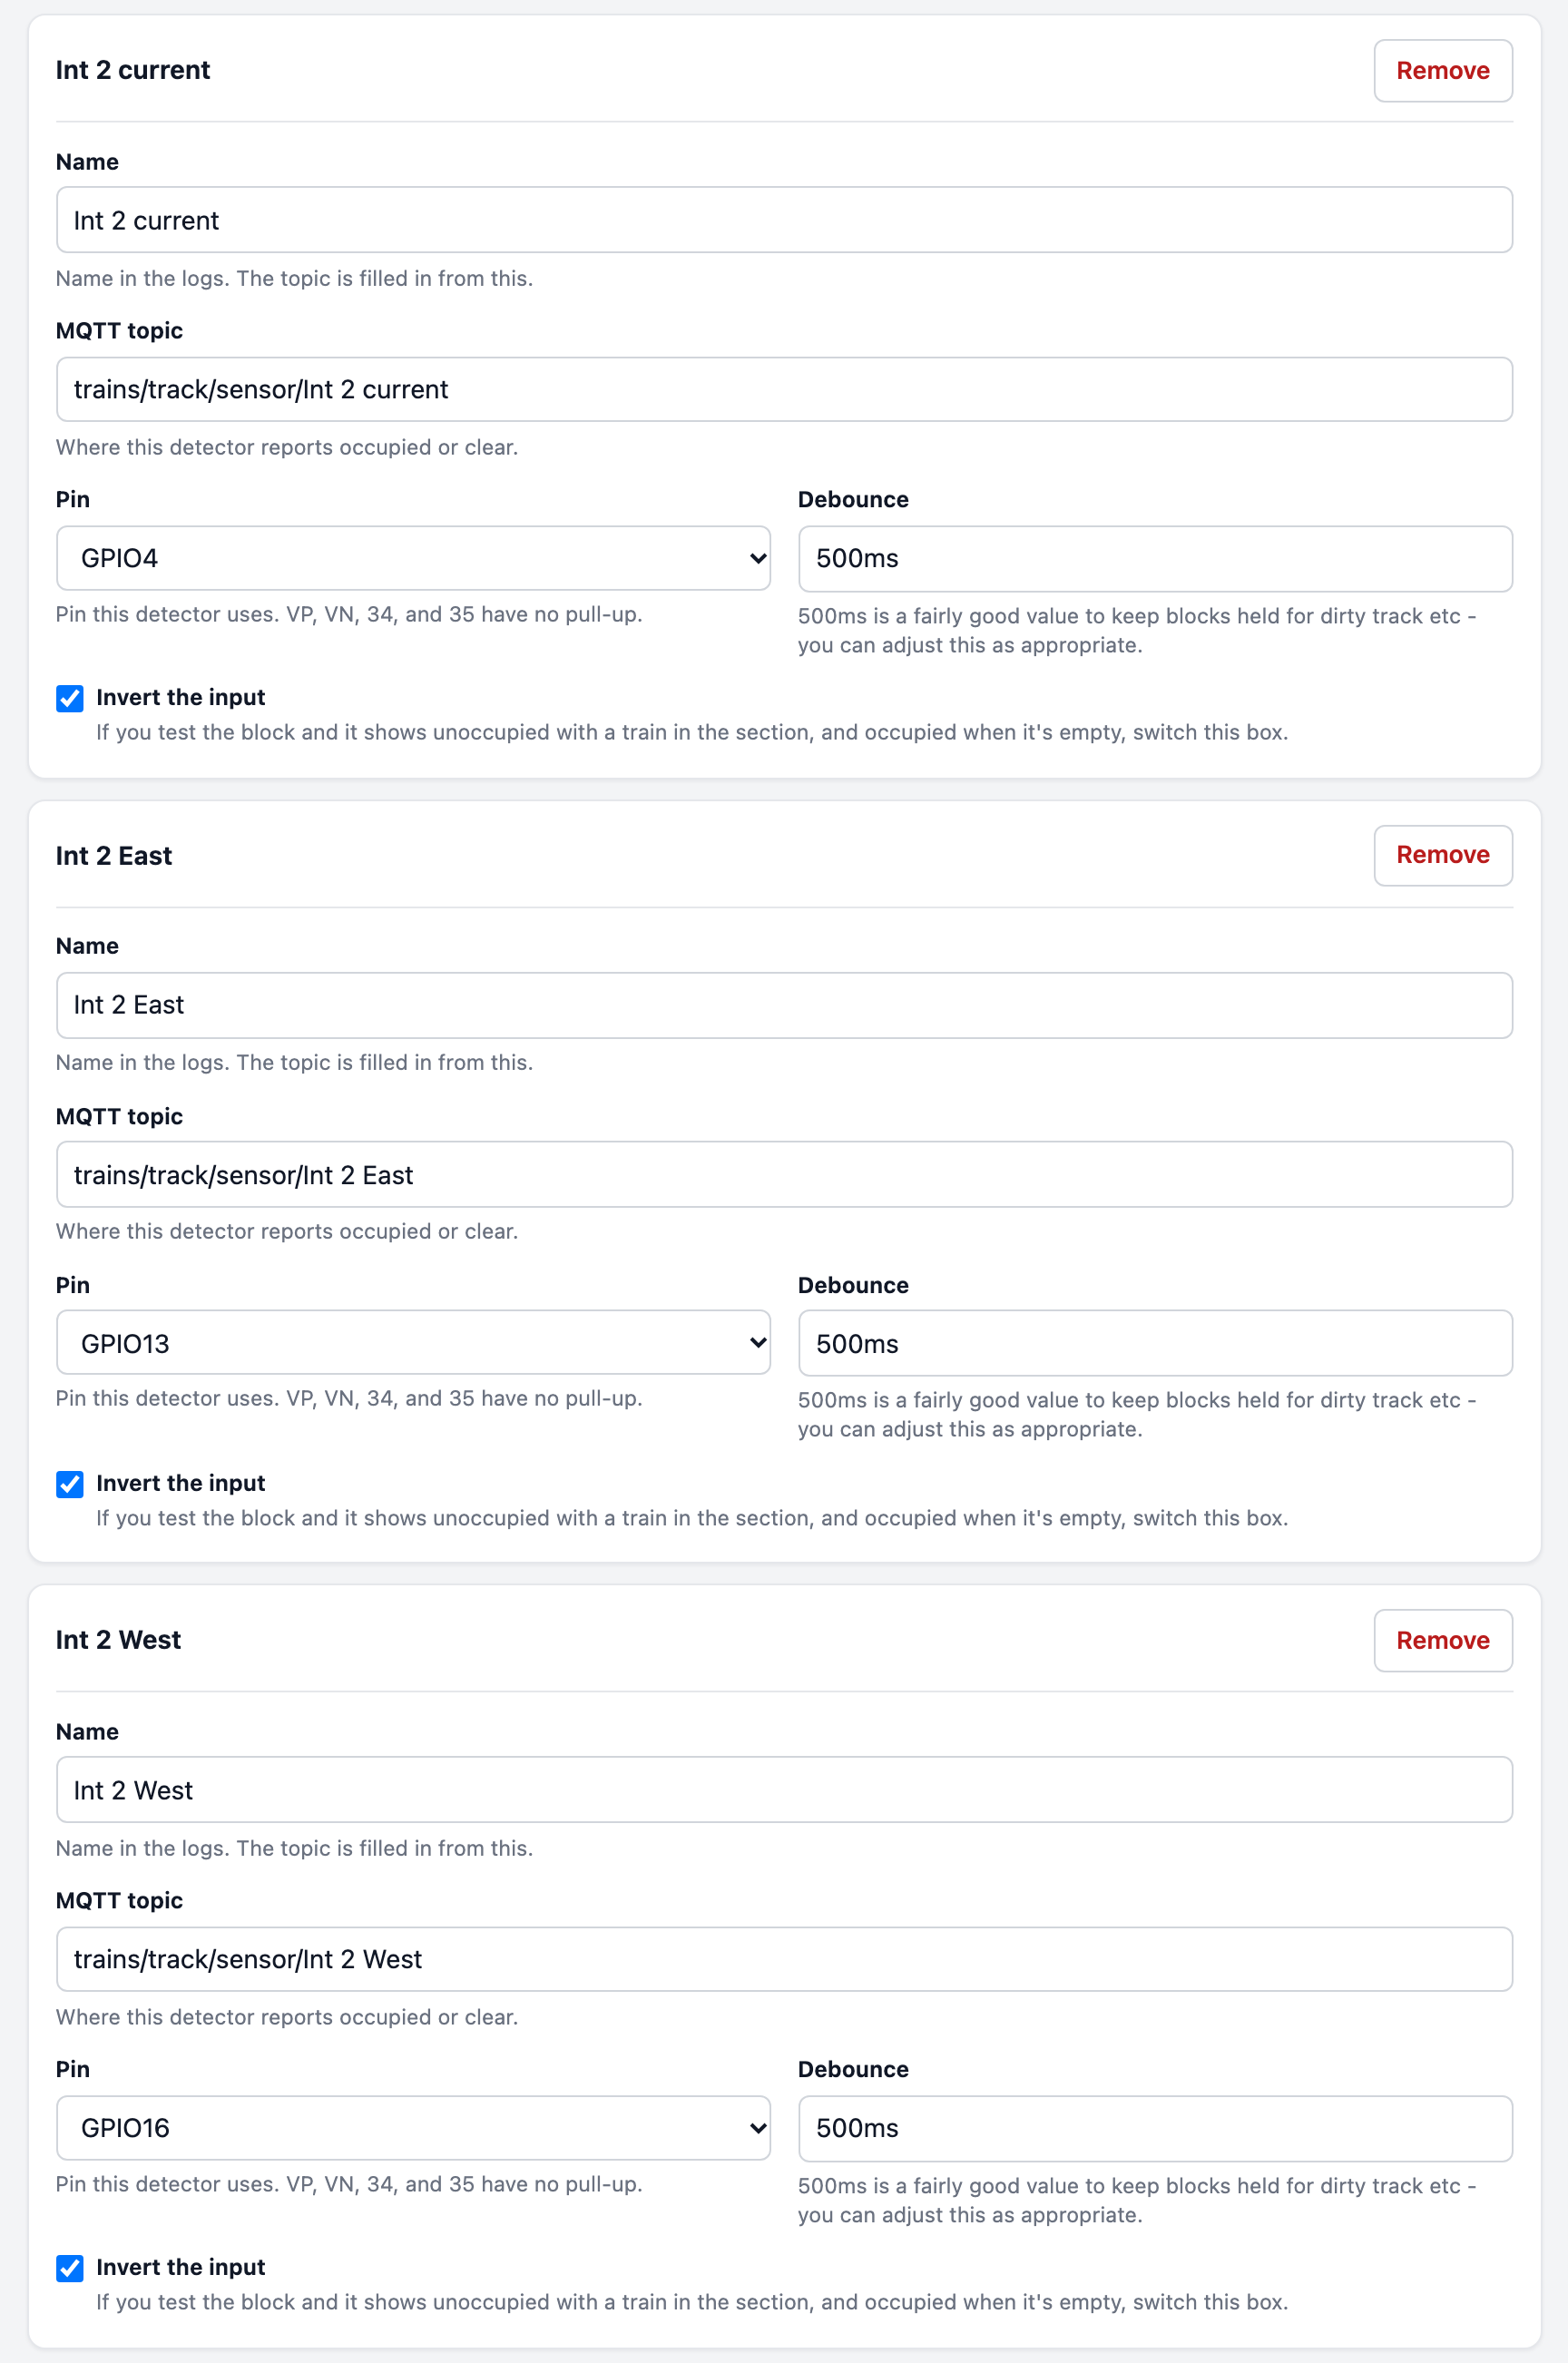 Int 2 current
Remove
Name
Int 2 current
Name in the logs. The topic is filled in from this.
MQTT topic
trains/track/sensor/Int 2 current
Where this detector reports occupied or clear.
Pin
Debounce
GPIO4
500ms
Pin this detector uses. VP, VN, 34, and 35 have no pull-up.
500ms is a fairly good value to keep blocks held for dirty track etc -
you can adjust this as appropriate.
Invert the input
If you test the block and it shows unoccupied with a train in the section, and occupied when it's empty, switch this box.
Int 2 East
Remove
Name
Int 2 East
Name in the logs. The topic is filled in from this.
MQTT topic
trains/track/sensor/Int 2 East
Where this detector reports occupied or clear.
Pin
Debounce
GPIO13
500ms
Pin this detector uses. VP, VN, 34, and 35 have no pull-up.
500ms is a fairly good value to keep blocks held for dirty track etc -
you can adjust this as appropriate.
Invert the input
If you test the block and it shows unoccupied with a train in the section, and occupied when it's empty, switch this box.
Int 2 West
Remove
Name
Int 2 West
Name in the logs. The topic is filled in from this.
MQTT topic
trains/track/sensor/Int 2 West
Where this detector reports occupied or clear.
Pin
Debounce
GPIO16
500ms
Pin this detector uses. VP, VN, 34, and 35 have no pull-up.
500ms is a fairly good value to keep blocks held for dirty track etc -
you can adjust this as appropriate.
Invert the input
If you test the block and it shows unoccupied with a train in the section, and occupied when it's empty, switch this box.